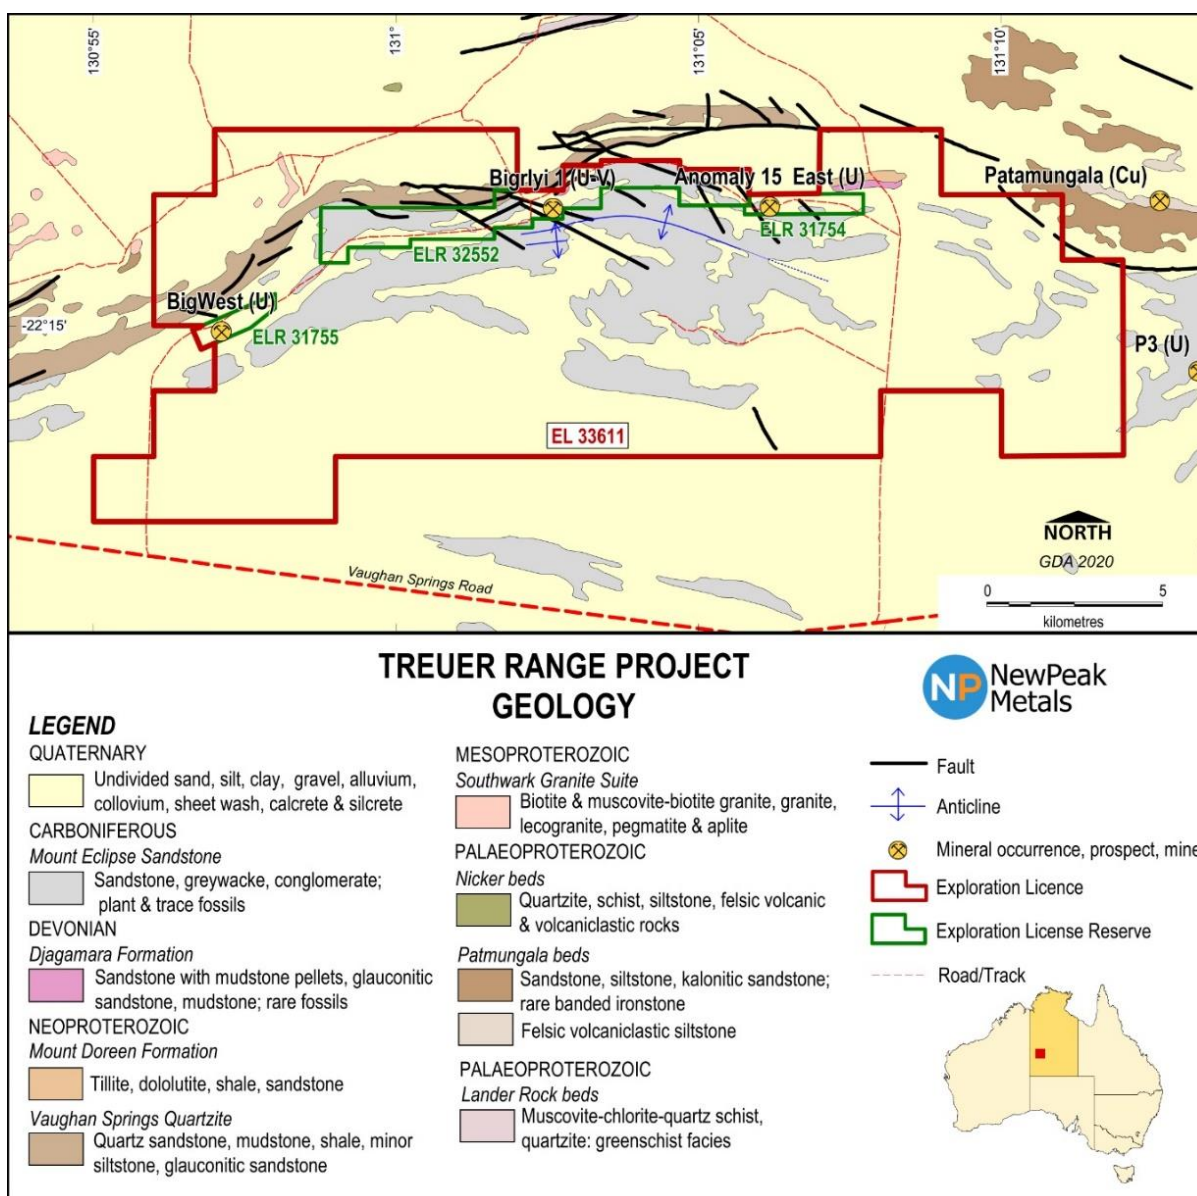 130°55'
131°
131°05'
131°10'
Bigrlyi 1 (U-V)
Anomaly 15 East (U)
Patamungala (Cu)
ELR 31754
ELR 32552
BigWest (U)
-22°15'
ELR 31755
P3 (U)
EL 33611
NORTH
GDA 2020
Vaughan Springs Road
0 5
kilometres
TREUER RANGE PROJECT
GEOLOGY
NP NewPeak
Metals
LEGEND
QUATERNARY
Undivided sand, silt, clay, gravel, alluvium,
collovium, sheet wash, calcrete & silcrete
CARBONIFEROUS
Mount Eclipse Sandstone
Sandstone, greywacke, conglomerate;
plant & trace fossils
DEVONIAN
Djagamara Formation
Sandstone with mudstone pellets, glauconitic
sandstone, mudstone; rare fossils
NEOPROTEROZOIC
Mount Doreen Formation
Tillite, dololutite, shale, sandstone
Vaughan Springs Quartzite
Quartz sandstone, mudstone, shale, minor
siltstone, glauconitic sandstone
MESOPROTEROZOIC
Southwark Granite Suite
Biotite & muscovite-biotite granite, granite,
lecogranite, pegmatite & aplite
PALAEOPROTEROZOIC
Nicker beds
Quartzite, schist, siltstone, felsic volcanic
& volcaniclastic rocks
Patmungala beds
Sandstone, siltstone, kalonitic sandstone;
rare banded ironstone
Felsic volcaniclastic siltstone
PALAEOPROTEROZOIC
Lander Rock beds
Muscovite-chlorite-quartz schist,
quartzite: greenschist facies
Fault
Anticline
Mineral occurrence, prospect, mine
Exploration Licence
Exploration License Reserve
Road/Track